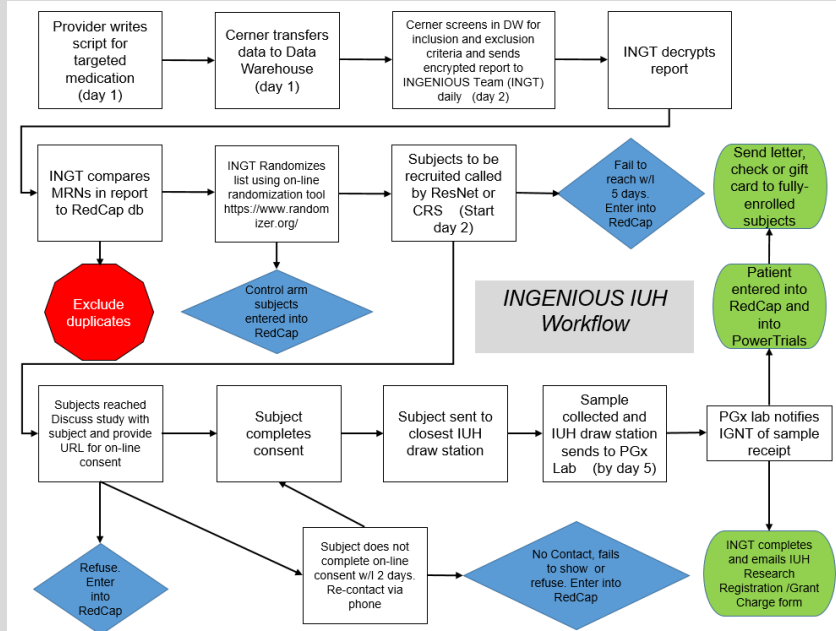 Provider writes
script for
targeted
medication
(day 1)
Cerner transfers
data to Data
Warehouse
(day 1)
Cerner screens in DW for
inclusion and exclusion
criteria and sends
encrypted report to
INGENIOUS Team (INGT)
daily (day 2)
INGT decrypts
report
INGT compares
MRNs in report
to RedCap db
INGT Randomizes
list using on-line
randomization tool
https://www.random
izer.org/
Subjects to be
recruited called
by ResNet or
CRS (Start
day 2)
Fail to
reach w/I
5 days.
Enter into
RedCap
Send letter,
check or gift
card to fully-
enrolled
subjects
Exclude
duplicates
Control arm
subjects
entered into
RedCap
INGENIOUS IUH
Workflow
Patient
entered into
RedCap and
into
PowerTrials
Subjects reached
Discuss study with
subject and provide
URL for on-line
consent
Subject
completes
consent
Subject sent to
closest IUH
draw station
Sample
collected and
IUH draw station
sends to PGx
Lab (by day 5)
PGx lab notifies
IGNT of sample
receipt
Refuse.
Enter
into
RedCap
Subject does not
complete on-line
consent w/I 2 days.
Re-contact via
phone
No Contact, fails
to show or
refuse. Enter into
RedCap
INGT completes
and emails IUH
Research
Registration /Grant
Charge form